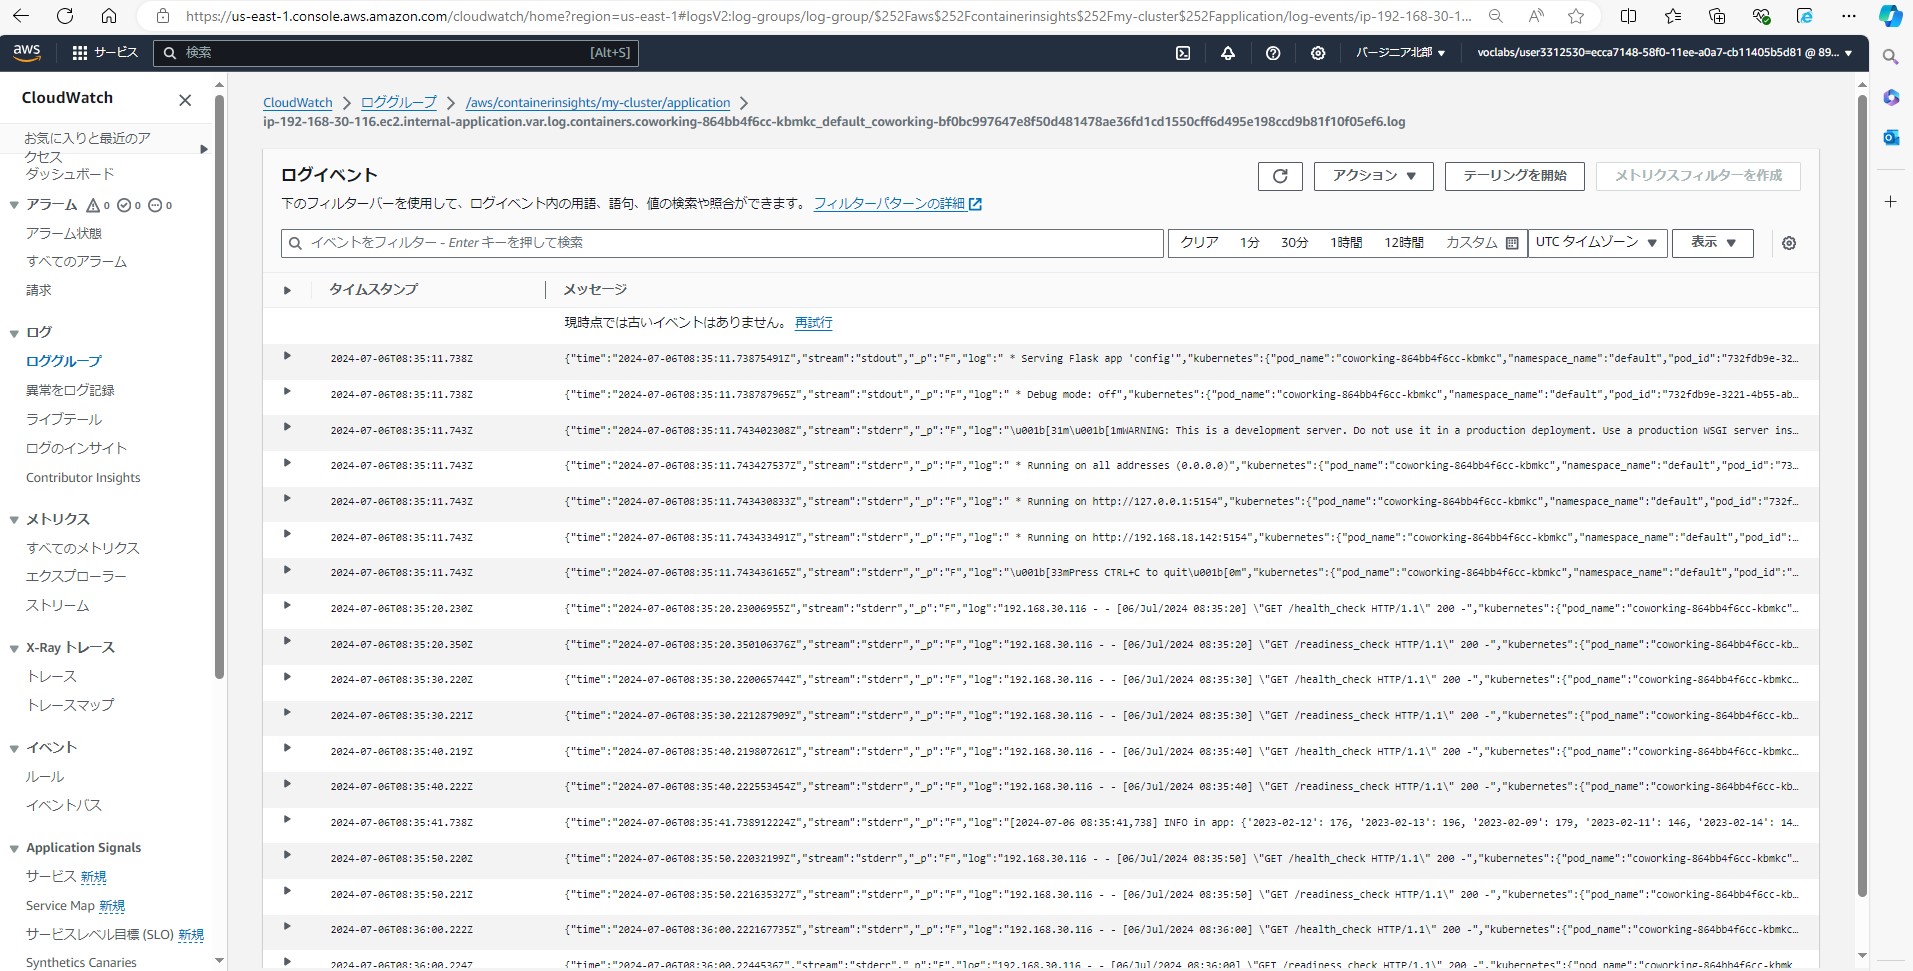 https://us-east-1.console.aws.amazon.com/cloudwatch/home?region=us-east-1#logsV2:log-groups/log-group/$252Faws$252Fcontainerinsights$252Fmy-cluster$252Fapplication/log-events/ip-192-168-30-1...
aws サービス 検索 [Alt+S] バージニア北部 voclabs/user3312530=ecca7148-58f0-11ee-a0a7-cb11405b5d81 @ 89...
CloudWatch
お気に入りと最近のア
クセス
ダッシュボード
アラーム 0 0 0
アラーム状態
すべてのアラーム
請求
ログ
ロググループ
異常をログ記録
ライブテール
ログのインサイト
Contributor Insights
メトリクス
すべてのメトリクス
エクスプローラー
ストリーム
X-Ray トレース
トレース
トレースマップ
イベント
ルール
イベントバス
Application Signals
サービス 新規
Service Map 新規
サービスレベル目標 (SLO) 新規
Synthetics Canaries
CloudWatch ロググループ /aws/containerinsights/my-cluster/application
ip-192-168-30-116.ec2.internal-application.var.log.containers.coworking-864bb4f6cc-kbmkc_default_coworking-bf0bc997647e8f50d481478ae36fd1cd1550cff6d495e198ccd9b81f10f05ef6.log
ログイベント
アクション テーリングを開始 メトリクスフィルターを作成
下のフィルターバーを使用して、ログイベント内の用語、語句、値の検索や照合ができます。 フィルターパターンの詳細
イベントをフィルター - Enter キーを押して検索 クリア 1分 30分 1時間 12時間 カスタム UTC タイムゾーン 表示
タイムスタンプ メッセージ
現時点では古いイベントはありません。 再試行
2024-07-06T08:35:11.738Z {"time":"2024-07-06T08:35:11.73875491Z","stream":"stdout","_p":"F","log":" * Serving Flask app 'config'","kubernetes":{"pod_name":"coworking-864bb4f6cc-kbmkc","namespace_name":"default","pod_id":"732fdb9e-32...
2024-07-06T08:35:11.738Z {"time":"2024-07-06T08:35:11.738787965Z","stream":"stdout","_p":"F","log":" * Debug mode: off","kubernetes":{"pod_name":"coworking-864bb4f6cc-kbmkc","namespace_name":"default","pod_id":"732fdb9e-3221-4b55-ab...
2024-07-06T08:35:11.743Z {"time":"2024-07-06T08:35:11.743402308Z","stream":"stderr","_p":"F","log":"\u001b[31m\u001b[1mWARNING: This is a development server. Do not use it in a production deployment. Use a production WSGI server ins...
2024-07-06T08:35:11.743Z {"time":"2024-07-06T08:35:11.743427537Z","stream":"stderr","_p":"F","log":" * Running on all addresses (0.0.0.0)","kubernetes":{"pod_name":"coworking-864bb4f6cc-kbmkc","namespace_name":"default","pod_id":"73...
2024-07-06T08:35:11.743Z {"time":"2024-07-06T08:35:11.743430833Z","stream":"stderr","_p":"F","log":" * Running on http://127.0.0.1:5154","kubernetes":{"pod_name":"coworking-864bb4f6cc-kbmkc","namespace_name":"default","pod_id":"732f...
2024-07-06T08:35:11.743Z {"time":"2024-07-06T08:35:11.743433491Z","stream":"stderr","_p":"F","log":" * Running on http://192.168.18.142:5154","kubernetes":{"pod_name":"coworking-864bb4f6cc-kbmkc","namespace_name":"default","pod_id":...
2024-07-06T08:35:11.743Z {"time":"2024-07-06T08:35:11.743436165Z","stream":"stderr","_p":"F","log":"\u001b[33mPress CTRL+C to quit\u001b[0m","kubernetes":{"pod_name":"coworking-864bb4f6cc-kbmkc","namespace_name":"default","pod_id":"...
2024-07-06T08:35:20.230Z {"time":"2024-07-06T08:35:20.23006955Z","stream":"stderr","_p":"F","log":"192.168.30.116 - - [06/Jul/2024 08:35:20] \"GET /health_check HTTP/1.1\" 200 -","kubernetes":{"pod_name":"coworking-864bb4f6cc-kbmkc"...
2024-07-06T08:35:20.350Z {"time":"2024-07-06T08:35:20.350106376Z","stream":"stderr","_p":"F","log":"192.168.30.116 - - [06/Jul/2024 08:35:20] \"GET /readiness_check HTTP/1.1\" 200 -","kubernetes":{"pod_name":"coworking-864bb4f6cc-kb...
2024-07-06T08:35:30.220Z {"time":"2024-07-06T08:35:30.220065744Z","stream":"stderr","_p":"F","log":"192.168.30.116 - - [06/Jul/2024 08:35:30] \"GET /health_check HTTP/1.1\" 200 -","kubernetes":{"pod_name":"coworking-864bb4f6cc-kbmkc...
2024-07-06T08:35:30.221Z {"time":"2024-07-06T08:35:30.221287909Z","stream":"stderr","_p":"F","log":"192.168.30.116 - - [06/Jul/2024 08:35:30] \"GET /readiness_check HTTP/1.1\" 200 -","kubernetes":{"pod_name":"coworking-864bb4f6cc-kb...
2024-07-06T08:35:40.219Z {"time":"2024-07-06T08:35:40.219807261Z","stream":"stderr","_p":"F","log":"192.168.30.116 - - [06/Jul/2024 08:35:40] \"GET /health_check HTTP/1.1\" 200 -","kubernetes":{"pod_name":"coworking-864bb4f6cc-kbmkc...
2024-07-06T08:35:40.222Z {"time":"2024-07-06T08:35:40.222553454Z","stream":"stderr","_p":"F","log":"192.168.30.116 - - [06/Jul/2024 08:35:40] \"GET /readiness_check HTTP/1.1\" 200 -","kubernetes":{"pod_name":"coworking-864bb4f6cc-kb...
2024-07-06T08:35:41.738Z {"time":"2024-07-06T08:35:41.738912224Z","stream":"stderr","_p":"F","log":"[2024-07-06 08:35:41,738] INFO in app: {'2023-02-12': 176, '2023-02-13': 196, '2023-02-09': 179, '2023-02-11': 146, '2023-02-14': 14...
2024-07-06T08:35:50.220Z {"time":"2024-07-06T08:35:50.22032199Z","stream":"stderr","_p":"F","log":"192.168.30.116 - - [06/Jul/2024 08:35:50] \"GET /health_check HTTP/1.1\" 200 -","kubernetes":{"pod_name":"coworking-864bb4f6cc-kbmkc"...
2024-07-06T08:35:50.221Z {"time":"2024-07-06T08:35:50.221635327Z","stream":"stderr","_p":"F","log":"192.168.30.116 - - [06/Jul/2024 08:35:50] \"GET /readiness_check HTTP/1.1\" 200 -","kubernetes":{"pod_name":"coworking-864bb4f6cc-kb...
2024-07-06T08:36:00.222Z {"time":"2024-07-06T08:36:00.222167735Z","stream":"stderr","_p":"F","log":"192.168.30.116 - - [06/Jul/2024 08:36:00] \"GET /health_check HTTP/1.1\" 200 -","kubernetes":{"pod_name":"coworking-864bb4f6cc-kbmkc...
2024-07-06T08:36:00.224Z {"time":"2024-07-06T08:36:00.2244536Z","stream":"stderr","_p":"F","log":"192.168.30.116 - - [06/Jul/2024 08:36:00] \"GET /readiness_check HTTP/1.1\" 200 -","kubernetes":{"pod_name":"coworking-864bb4f6cc-kbmk...